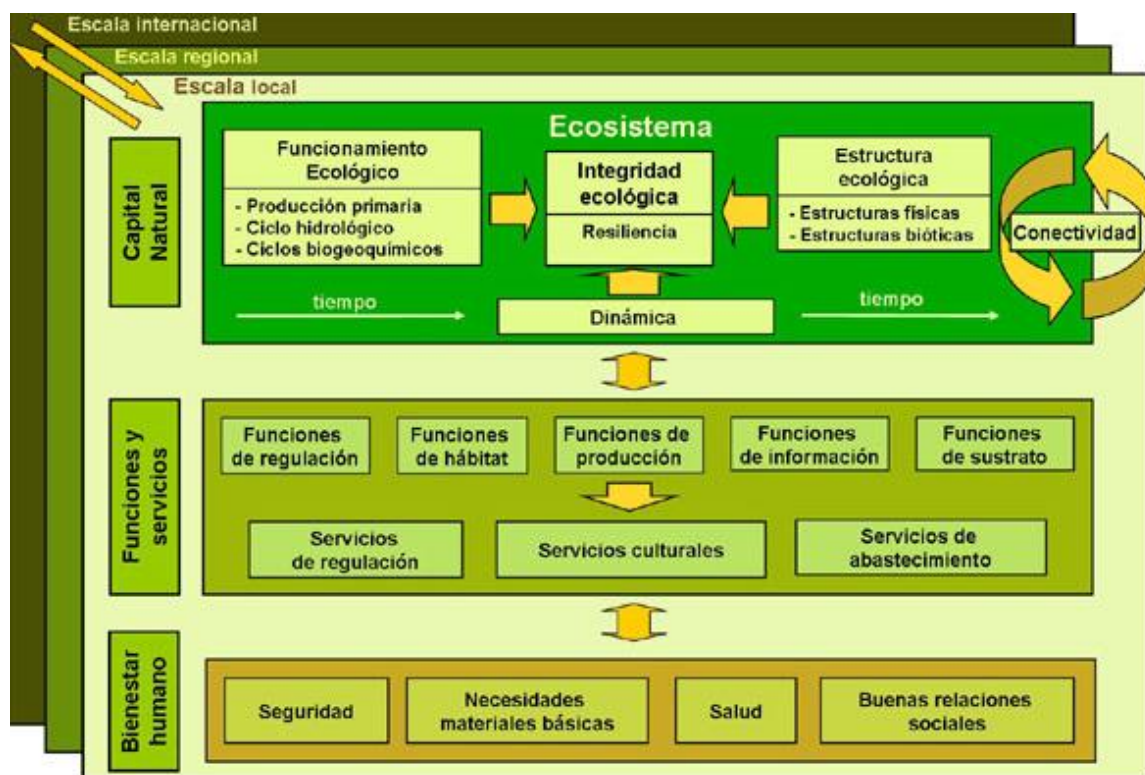 Escala internacional
Escala regional
Escala local
Capital
Natural
Ecosistema
Funcionamiento
Ecológico
- Producción primaria
- Ciclo hidrológico
- Ciclos biogeoquímicos
Integridad
ecológica
Resiliencia
Estructura
ecológica
- Estructuras físicas
- Estructuras bióticas
Conectividad
tiempo
Dinámica
tiempo
Funciones y
servicios
Funciones
de regulación
Funciones
de hábitat
Funciones de
producción
Funciones
de información
Funciones
de sustrato
Servicios
de regulación
Servicios culturales
Servicios de
abastecimiento
Bienestar
humano
Seguridad
Necesidades
materiales básicas
Salud
Buenas relaciones
sociales